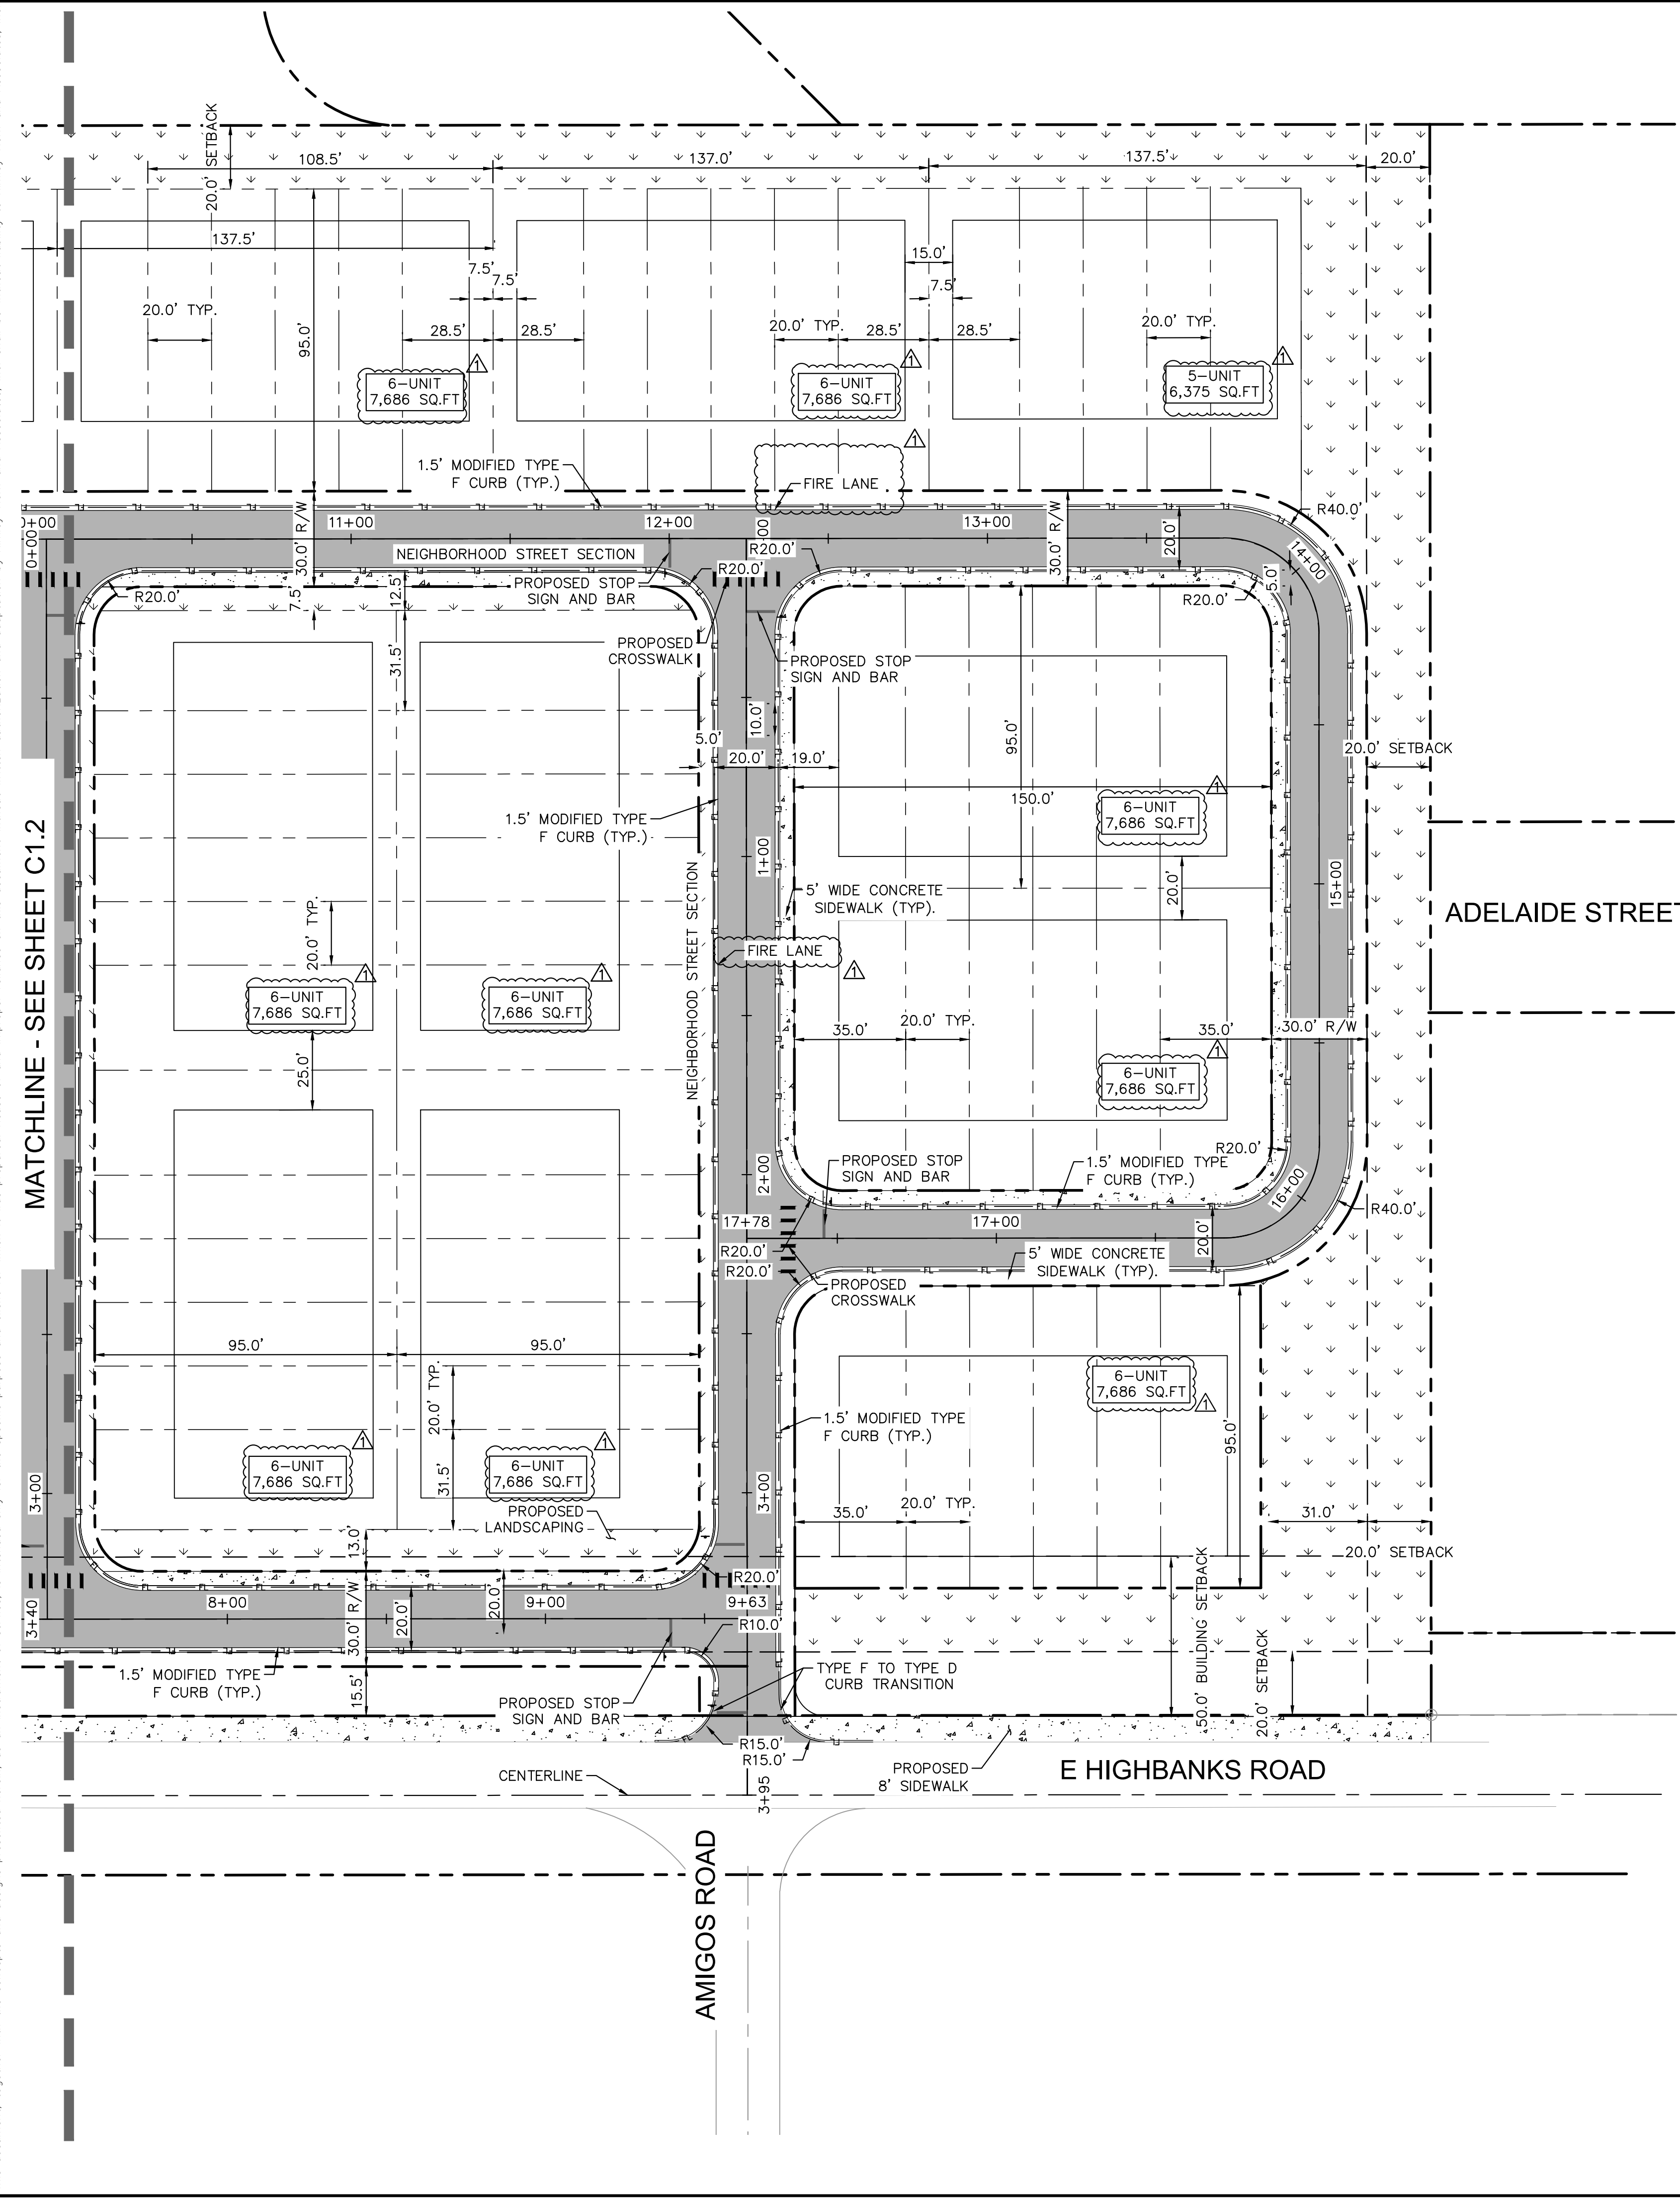 20.0' SETBACK
108.5'
137.0'
137.5'
20.0'
137.5'
7.5'
7.5'
15.0'
7.5'
20.0' TYP.
95.0'
28.5'
28.5'
20.0' TYP.
28.5'
28.5'
20.0' TYP.
6-UNIT
7,686 SQ.FT
1
6-UNIT
7,686 SQ.FT
1
5-UNIT
6,375 SQ.FT
1
1.5' MODIFIED TYPE
F CURB (TYP.)
FIRE LANE
1
R40.0'
11+00
30.0' R/W
12+00
13+00
30.0' R/W
20.0'
14+00
NEIGHBORHOOD STREET SECTION
R20.0'
R20.0'
PROPOSED STOP
SIGN AND BAR
R20.0'
7.5'
12.5'
5.0'
R20.0'
PROPOSED
CROSSWALK
PROPOSED STOP
SIGN AND BAR
31.5'
10.0'
5.0'
20.0'
19.0'
95.0'
150.0'
20.0' SETBACK
6-UNIT
7,686 SQ.FT
1
1.5' MODIFIED TYPE
F CURB (TYP.)
1+00
15+00
5' WIDE CONCRETE
SIDEWALK (TYP).
20.0'
NEIGHBORHOOD STREET SECTION
MATCHLINE - SEE SHEET C1.2
ADELAIDE STREET
FIRE LANE
1
20.0' TYP.
6-UNIT
7,686 SQ.FT
1
6-UNIT
7,686 SQ.FT
1
35.0'
20.0' TYP.
35.0'
30.0' R/W
6-UNIT
7,686 SQ.FT
1
25.0'
R20.0'
PROPOSED STOP
SIGN AND BAR
1.5' MODIFIED TYPE
F CURB (TYP.)
2+00
16+00
R40.0'
17+78
17+00
20.0'
R20.0'
R20.0'
5' WIDE CONCRETE
SIDEWALK (TYP).
PROPOSED
CROSSWALK
95.0'
95.0'
20.0' TYP.
31.5'
6-UNIT
7,686 SQ.FT
1
1.5' MODIFIED TYPE
F CURB (TYP.)
95.0'
6-UNIT
7,686 SQ.FT
1
6-UNIT
7,686 SQ.FT
1
3+00
3+00
35.0'
20.0' TYP.
31.0'
PROPOSED
LANDSCAPING
13.0'
20.0' SETBACK
R20.0'
3+40
8+00
30.0' R/W
20.0'
20.0'
9+00
9+63
R10.0'
50.0' BUILDING SETBACK
20.0' SETBACK
1.5' MODIFIED TYPE
F CURB (TYP.)
15.5'
TYPE F TO TYPE D
CURB TRANSITION
PROPOSED STOP
SIGN AND BAR
R15.0'
R15.0'
CENTERLINE
3+95
PROPOSED
8' SIDEWALK
E HIGHBANKS ROAD
AMIGOS ROAD